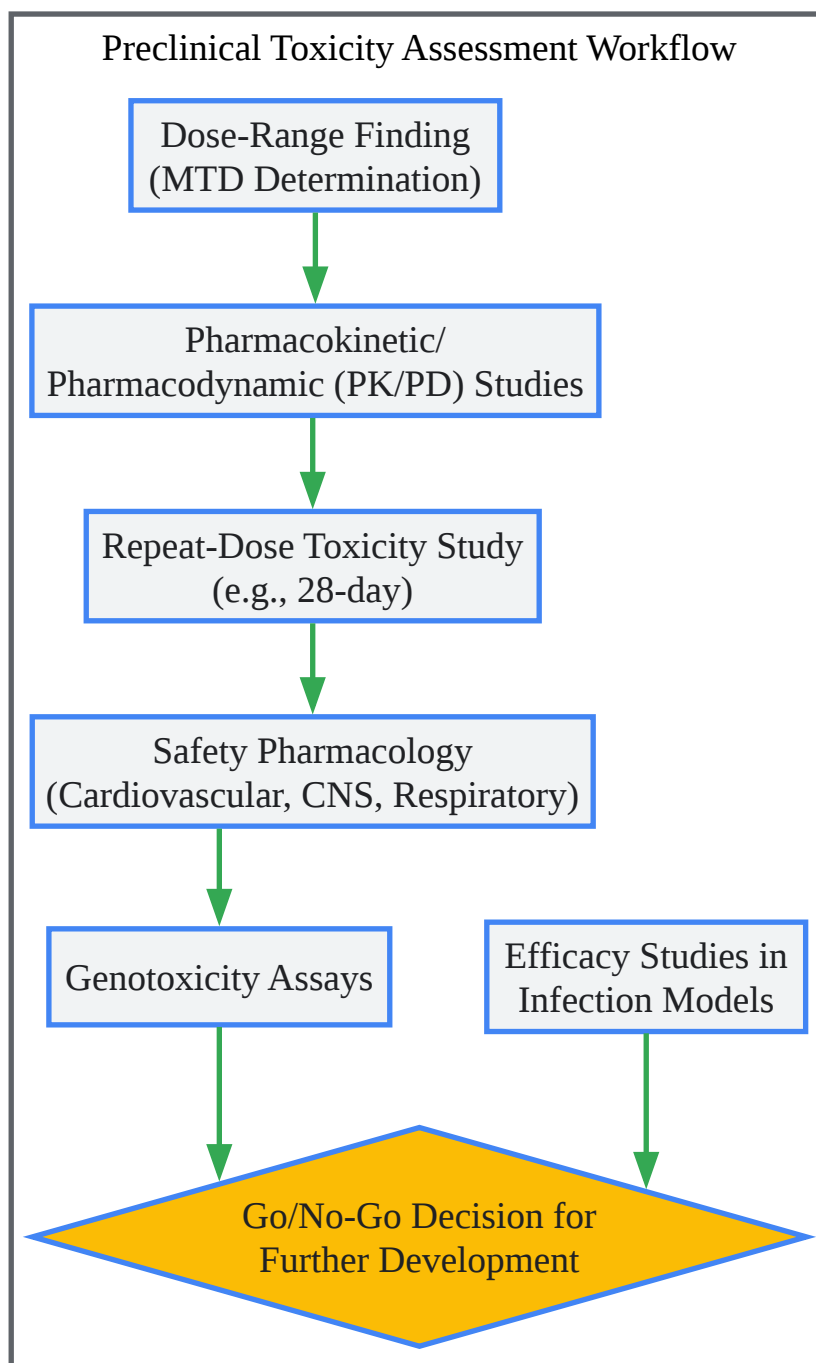 Preclinical Toxicity Assessment Workflow
Dose-Range Finding
(MTD Determination)
Pharmacokinetic/
Pharmacodynamic (PK/PD) Studies
Repeat-Dose Toxicity Study
(e.g., 28-day)
Safety Pharmacology
(Cardiovascular, CNS, Respiratory)
Genotoxicity Assays
Efficacy Studies in
Infection Models
Go/No-Go Decision for
Further Development